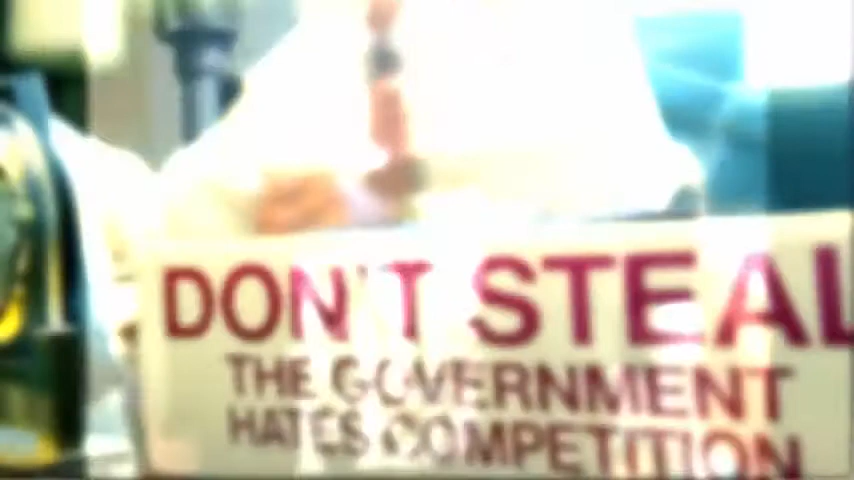 DON'T STEAL
THE GOVERNMENT
HATES COMPETITION